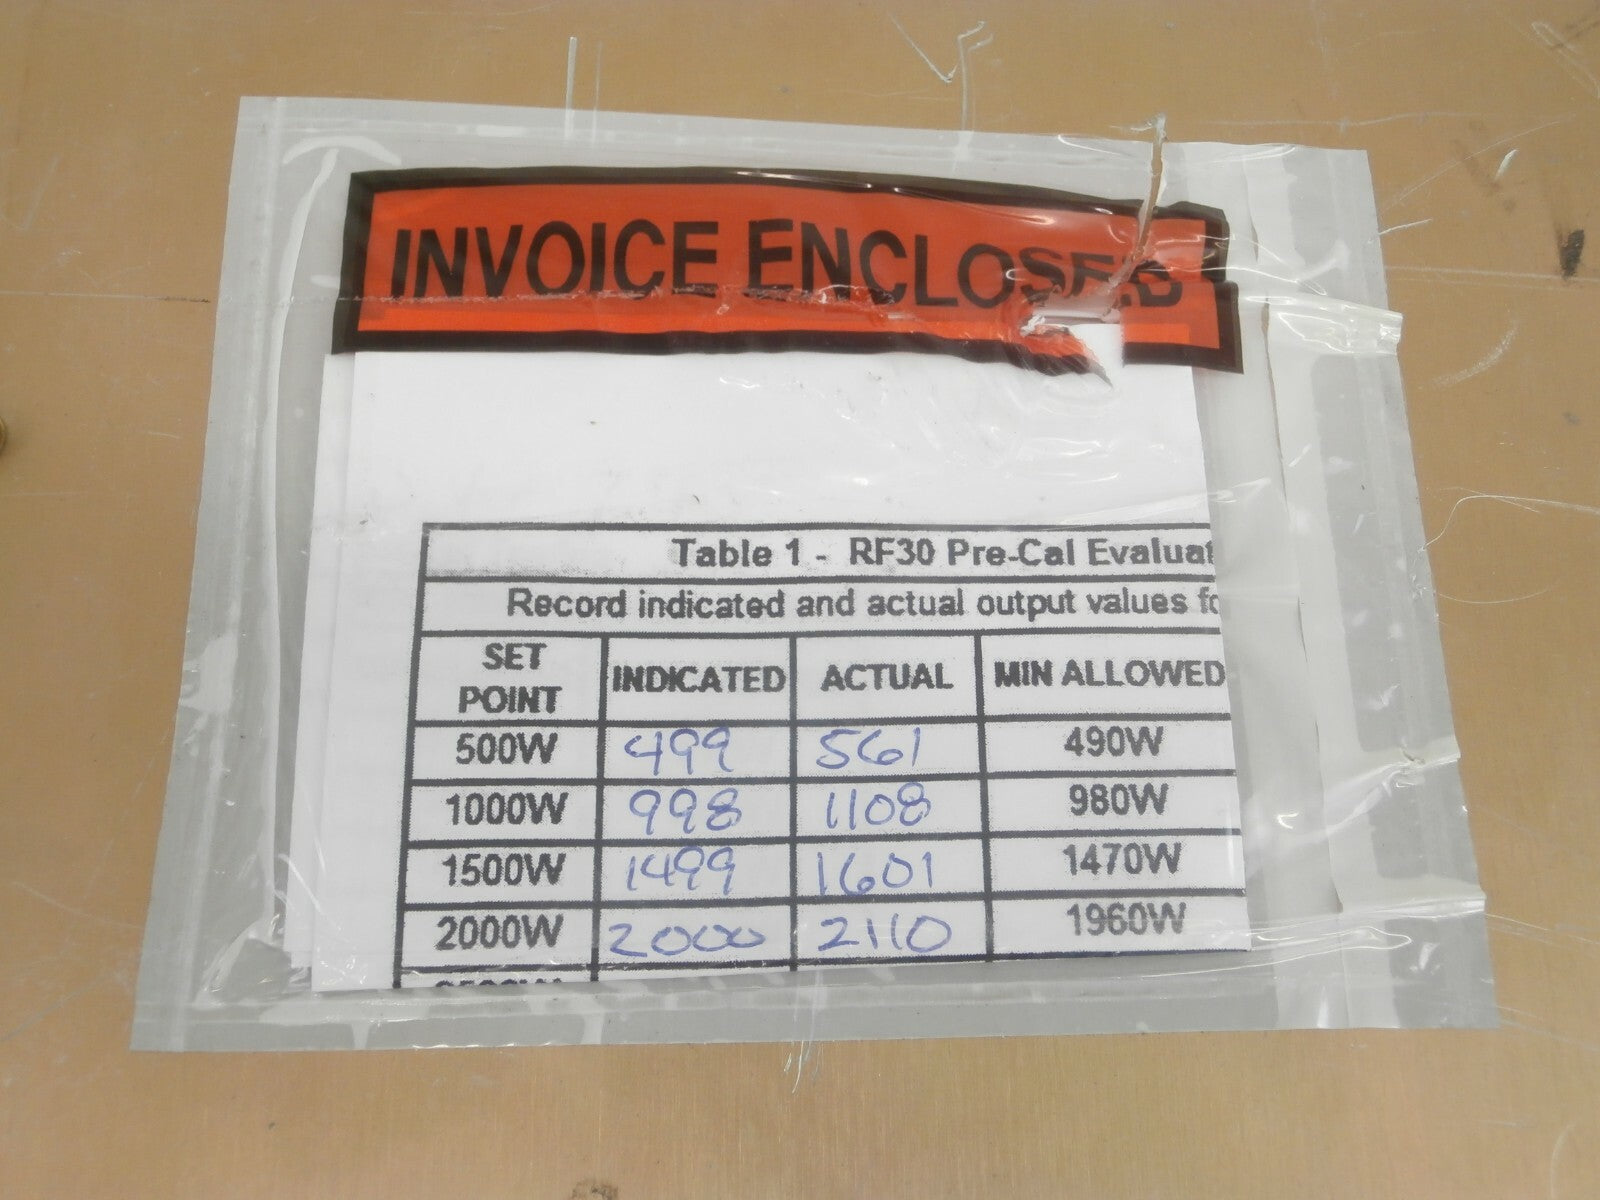 INVOICE ENCLOSED
Table 1 - RF30 Pre-Cal Evaluat
Record indicated and actual output values fo
SET POINT INDICATED ACTUAL MIN ALLOWED
500W 499 561 490W
1000W 998 1108 980W
1500W 1499 1601 1470W
2000W 2000 2110 1960W